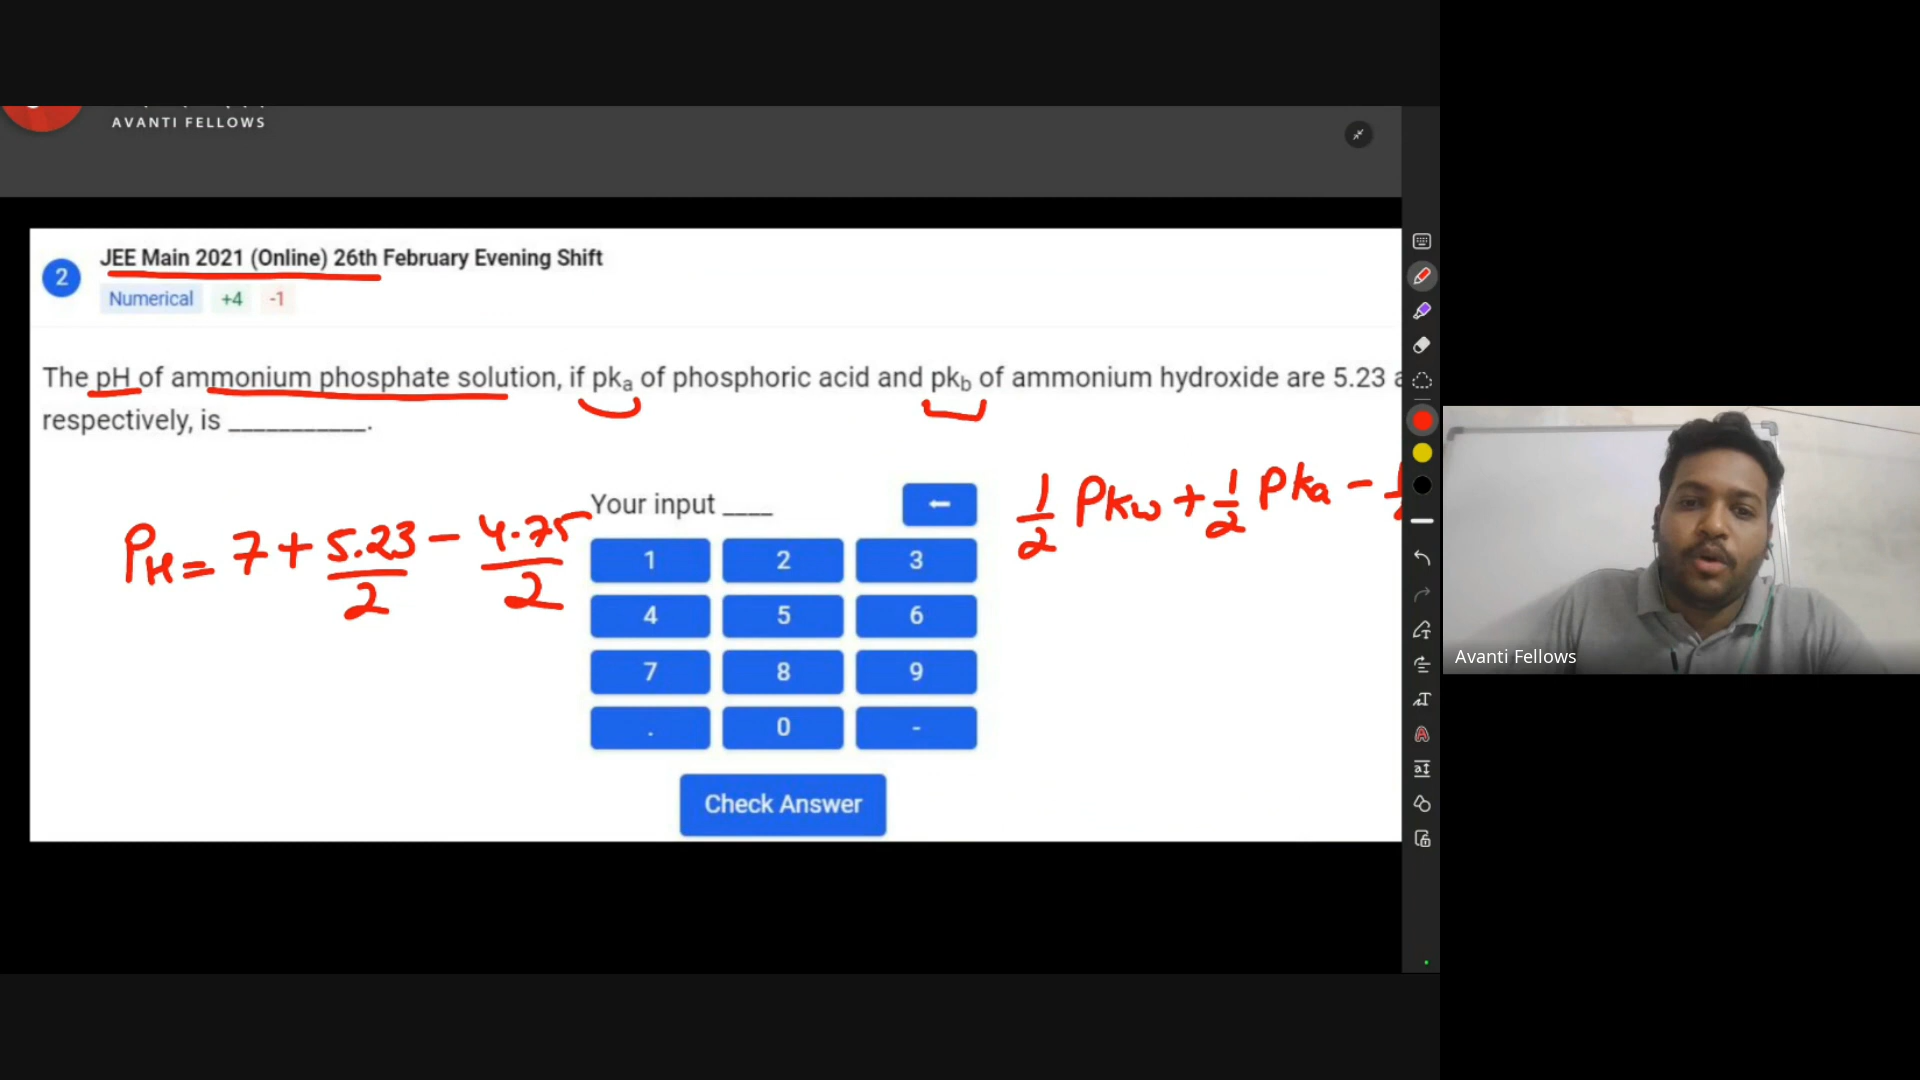 AVANTI FELLOWS
2
JEE Main 2021 (Online) 26th February Evening Shift
Numerical +4 -1
The pH of ammonium phosphate solution, if pkₐ of phosphoric acid and pk_b of ammonium hydroxide are 5.23
respectively, is ___________.
Your input ____
1/2 Pkw + 1/2 Pka -
PH = 7 + 5.23/2 - 4.75/2
1 2 3
4 5 6
7 8 9
. 0 -
Check Answer
Avanti Fellows